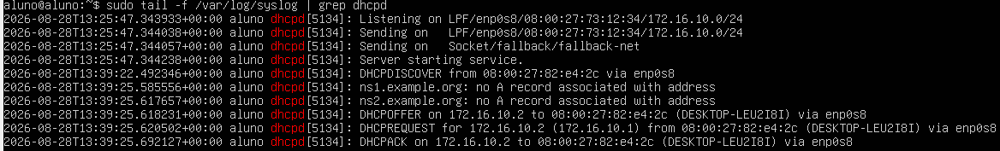 aluno@aluno:~$ sudo tail -f /var/log/syslog | grep dhcpd
2026-08-28T13:25:47.343933+00:00 aluno dhcpd[5134]: Listening on LPF/enp0s8/08:00:27:73:12:34/172.16.10.0/24
2026-08-28T13:25:47.344038+00:00 aluno dhcpd[5134]: Sending on   LPF/enp0s8/08:00:27:73:12:34/172.16.10.0/24
2026-08-28T13:25:47.344057+00:00 aluno dhcpd[5134]: Sending on   Socket/fallback/fallback-net
2026-08-28T13:25:47.344238+00:00 aluno dhcpd[5134]: Server starting service.
2026-08-28T13:39:22.492346+00:00 aluno dhcpd[5134]: DHCPDISCOVER from 08:00:27:82:e4:2c via enp0s8
2026-08-28T13:39:25.585556+00:00 aluno dhcpd[5134]: ns1.example.org: no A record associated with address
2026-08-28T13:39:25.617657+00:00 aluno dhcpd[5134]: ns2.example.org: no A record associated with address
2026-08-28T13:39:25.618231+00:00 aluno dhcpd[5134]: DHCPOFFER on 172.16.10.2 to 08:00:27:82:e4:2c (DESKTOP-LEU2I8I) via enp0s8
2026-08-28T13:39:25.620502+00:00 aluno dhcpd[5134]: DHCPREQUEST for 172.16.10.2 (172.16.10.1) from 08:00:27:82:e4:2c (DESKTOP-LEU2I8I) via enp0s8
2026-08-28T13:39:25.692127+00:00 aluno dhcpd[5134]: DHCPACK on 172.16.10.2 to 08:00:27:82:e4:2c (DESKTOP-LEU2I8I) via enp0s8